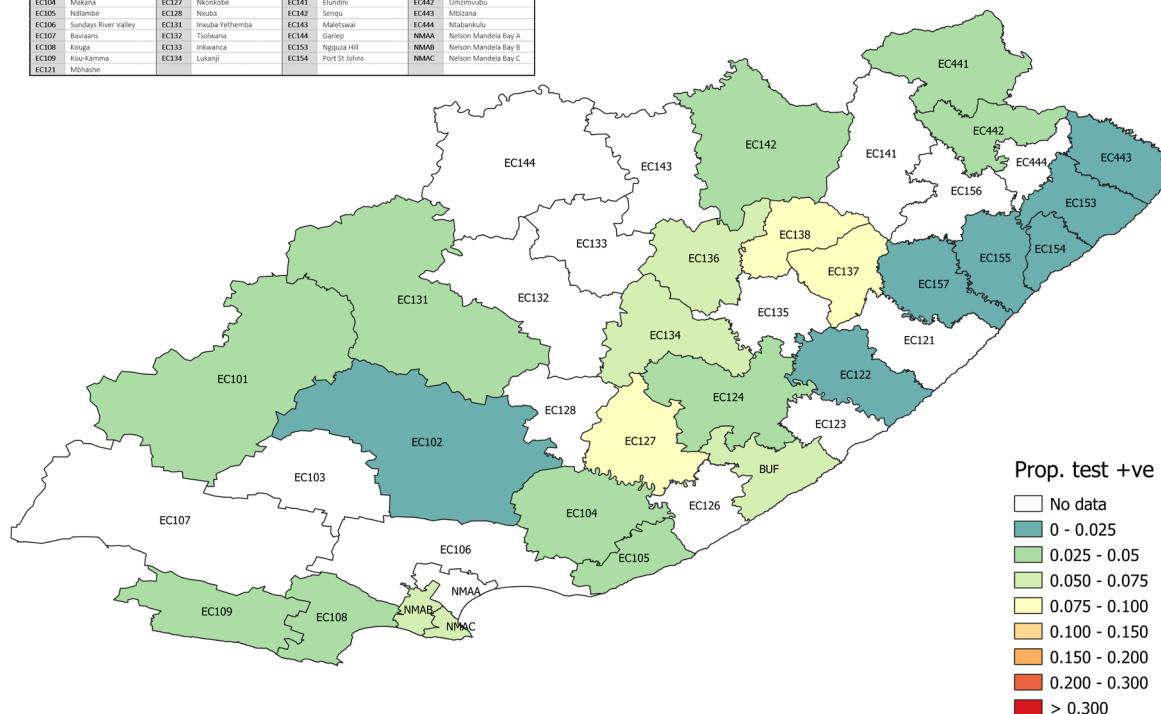 EC104 Makana EC127 Nkonkobe EC141 Elundini EC442 Umzimvubu
EC105 Ndlambe EC128 Nxuba EC142 Senqu EC443 Mbizana
EC106 Sundays River Valley EC131 Inxuba Yethemba EC143 Maletswai EC444 Ntabankulu
EC107 Baviaans EC132 Tsolwana EC144 Gariep NMAA Nelson Mandela Bay A
EC108 Kouga EC133 Inkwanca EC153 Ngquza Hill NMAB Nelson Mandela Bay B
EC109 Kou-Kamma EC134 Lukanji EC154 Port St Johns NMAC Nelson Mandela Bay C
EC121 Mbhashe
EC441
EC442
EC142
EC141
EC443
EC144
EC143
EC444
EC156
EC153
EC138
EC133
EC154
EC136
EC155
EC137
EC157
EC131
EC132
EC135
EC134
EC121
EC101
EC122
EC124
EC128
EC123
EC102
EC127
BUF
EC103
EC126
EC104
EC107
EC106
EC105
NMAA
EC109
EC108
NMAB
NMAC
Prop. test +ve
No data
0 - 0.025
0.025 - 0.05
0.050 - 0.075
0.075 - 0.100
0.100 - 0.150
0.150 - 0.200
0.200 - 0.300
> 0.300